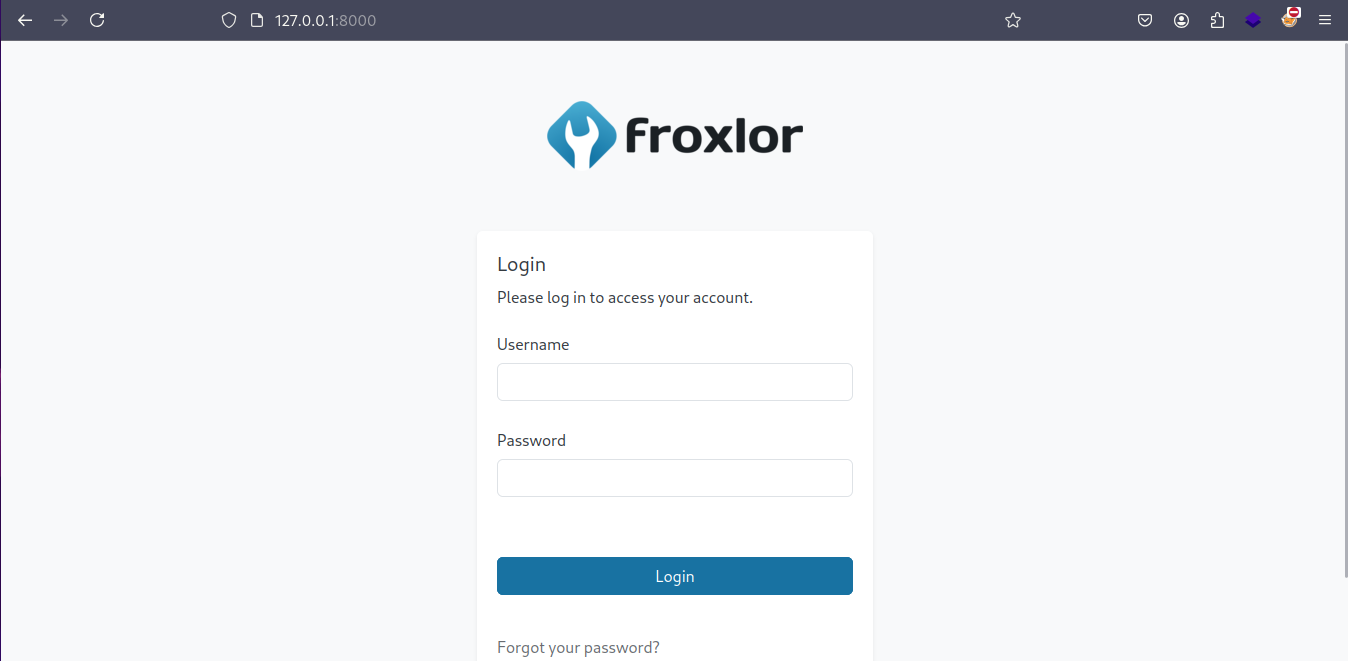 127.0.0.1:8000
froxlor
Login
Please log in to access your account.
Username
Password
Login
Forgot your password?